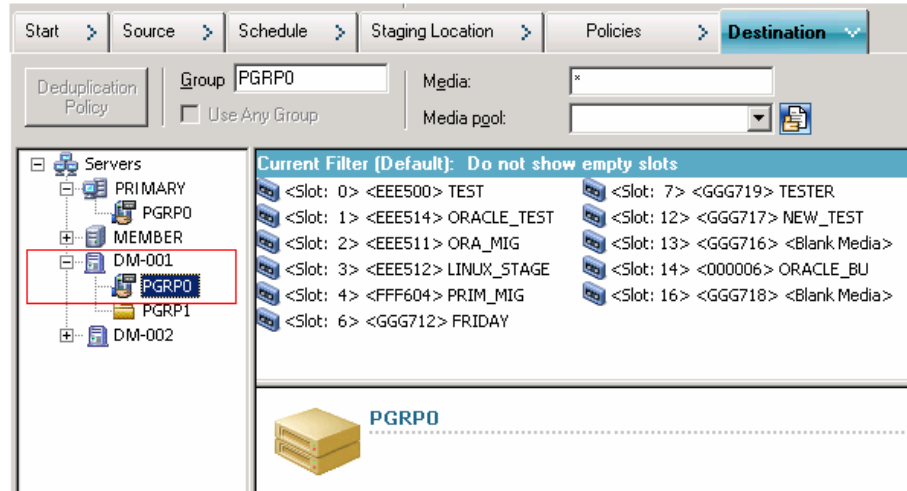 Start > Source > Schedule > Staging Location > Policies > Destination
Deduplication
Policy
Group PGRP0
Use Any Group
Media: *
Media pool:
Servers
PRIMARY
PGRP0
MEMBER
DM-001
PGRP0
PGRP1
DM-002
Current Filter (Default): Do not show empty slots
<Slot: 0> <EEE500> TEST
<Slot: 1> <EEE514> ORACLE_TEST
<Slot: 2> <EEE511> ORA_MIG
<Slot: 3> <EEE512> LINUX_STAGE
<Slot: 4> <FFF604> PRIM_MIG
<Slot: 6> <GGG712> FRIDAY
<Slot: 7> <GGG719> TESTER
<Slot: 12> <GGG717> NEW_TEST
<Slot: 13> <GGG716> <Blank Media>
<Slot: 14> <000006> ORACLE_BU
<Slot: 16> <GGG718> <Blank Media>
PGRP0